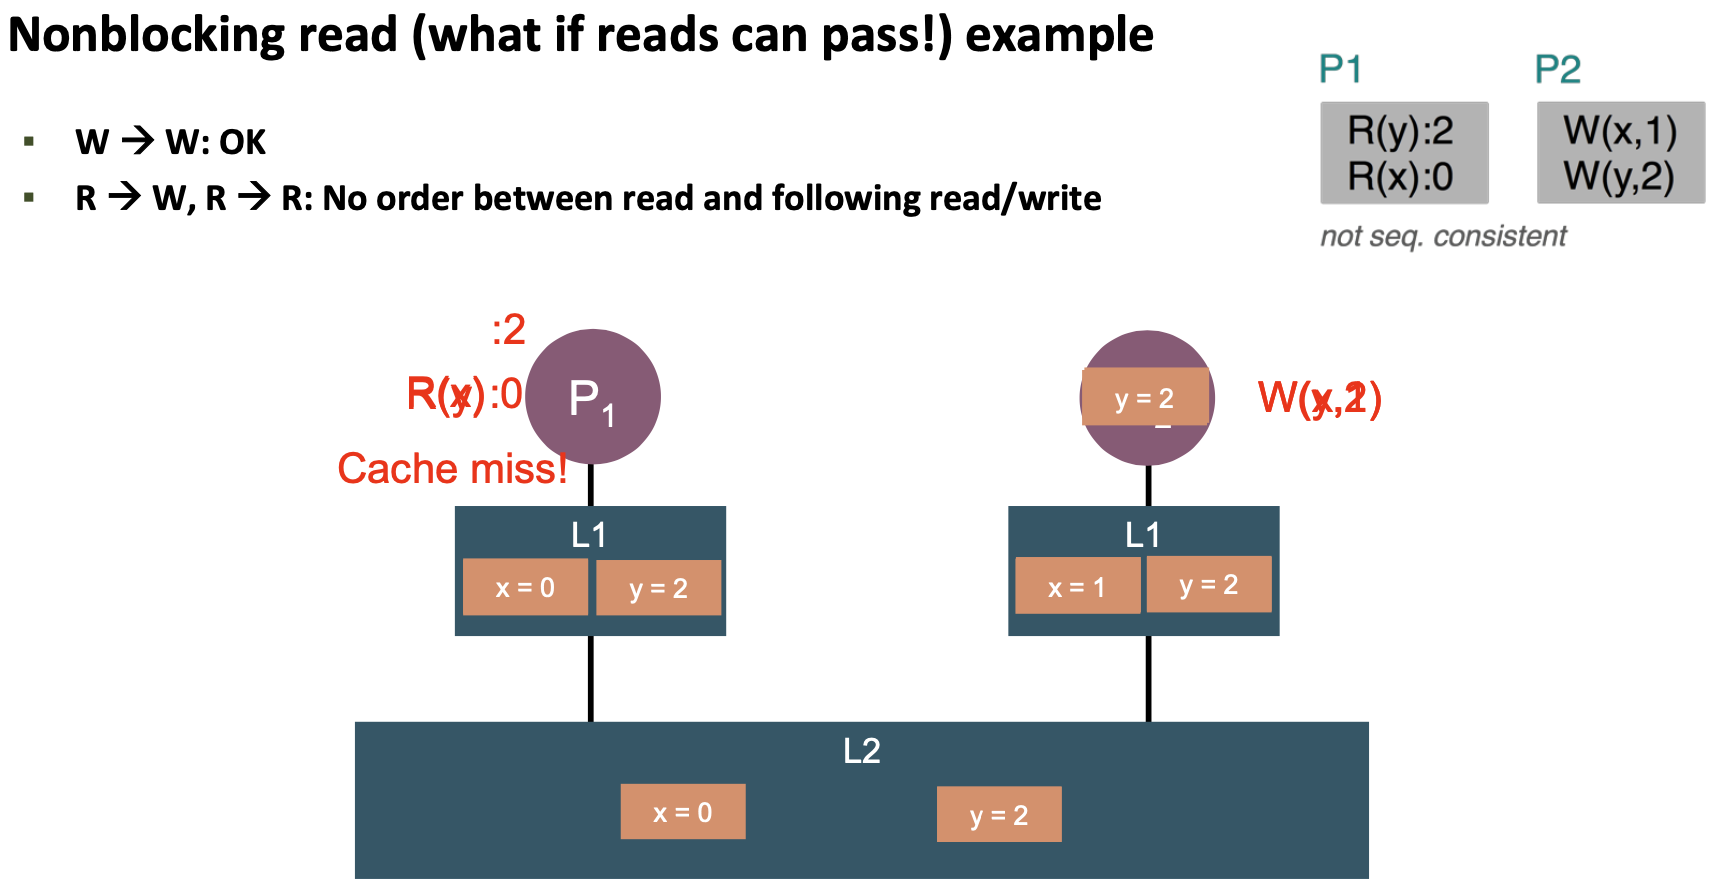 Nonblocking read (what if reads can pass!) example
▪ W → W: OK
▪ R → W, R → R: No order between read and following read/write
P1
R(y):2
R(x):0
P2
W(x,1)
W(y,2)
not seq. consistent
:2
:0
P1
Cache miss!
y = 2
L1
x = 0
y = 2
L1
x = 1
y = 2
L2
x = 0
y = 2